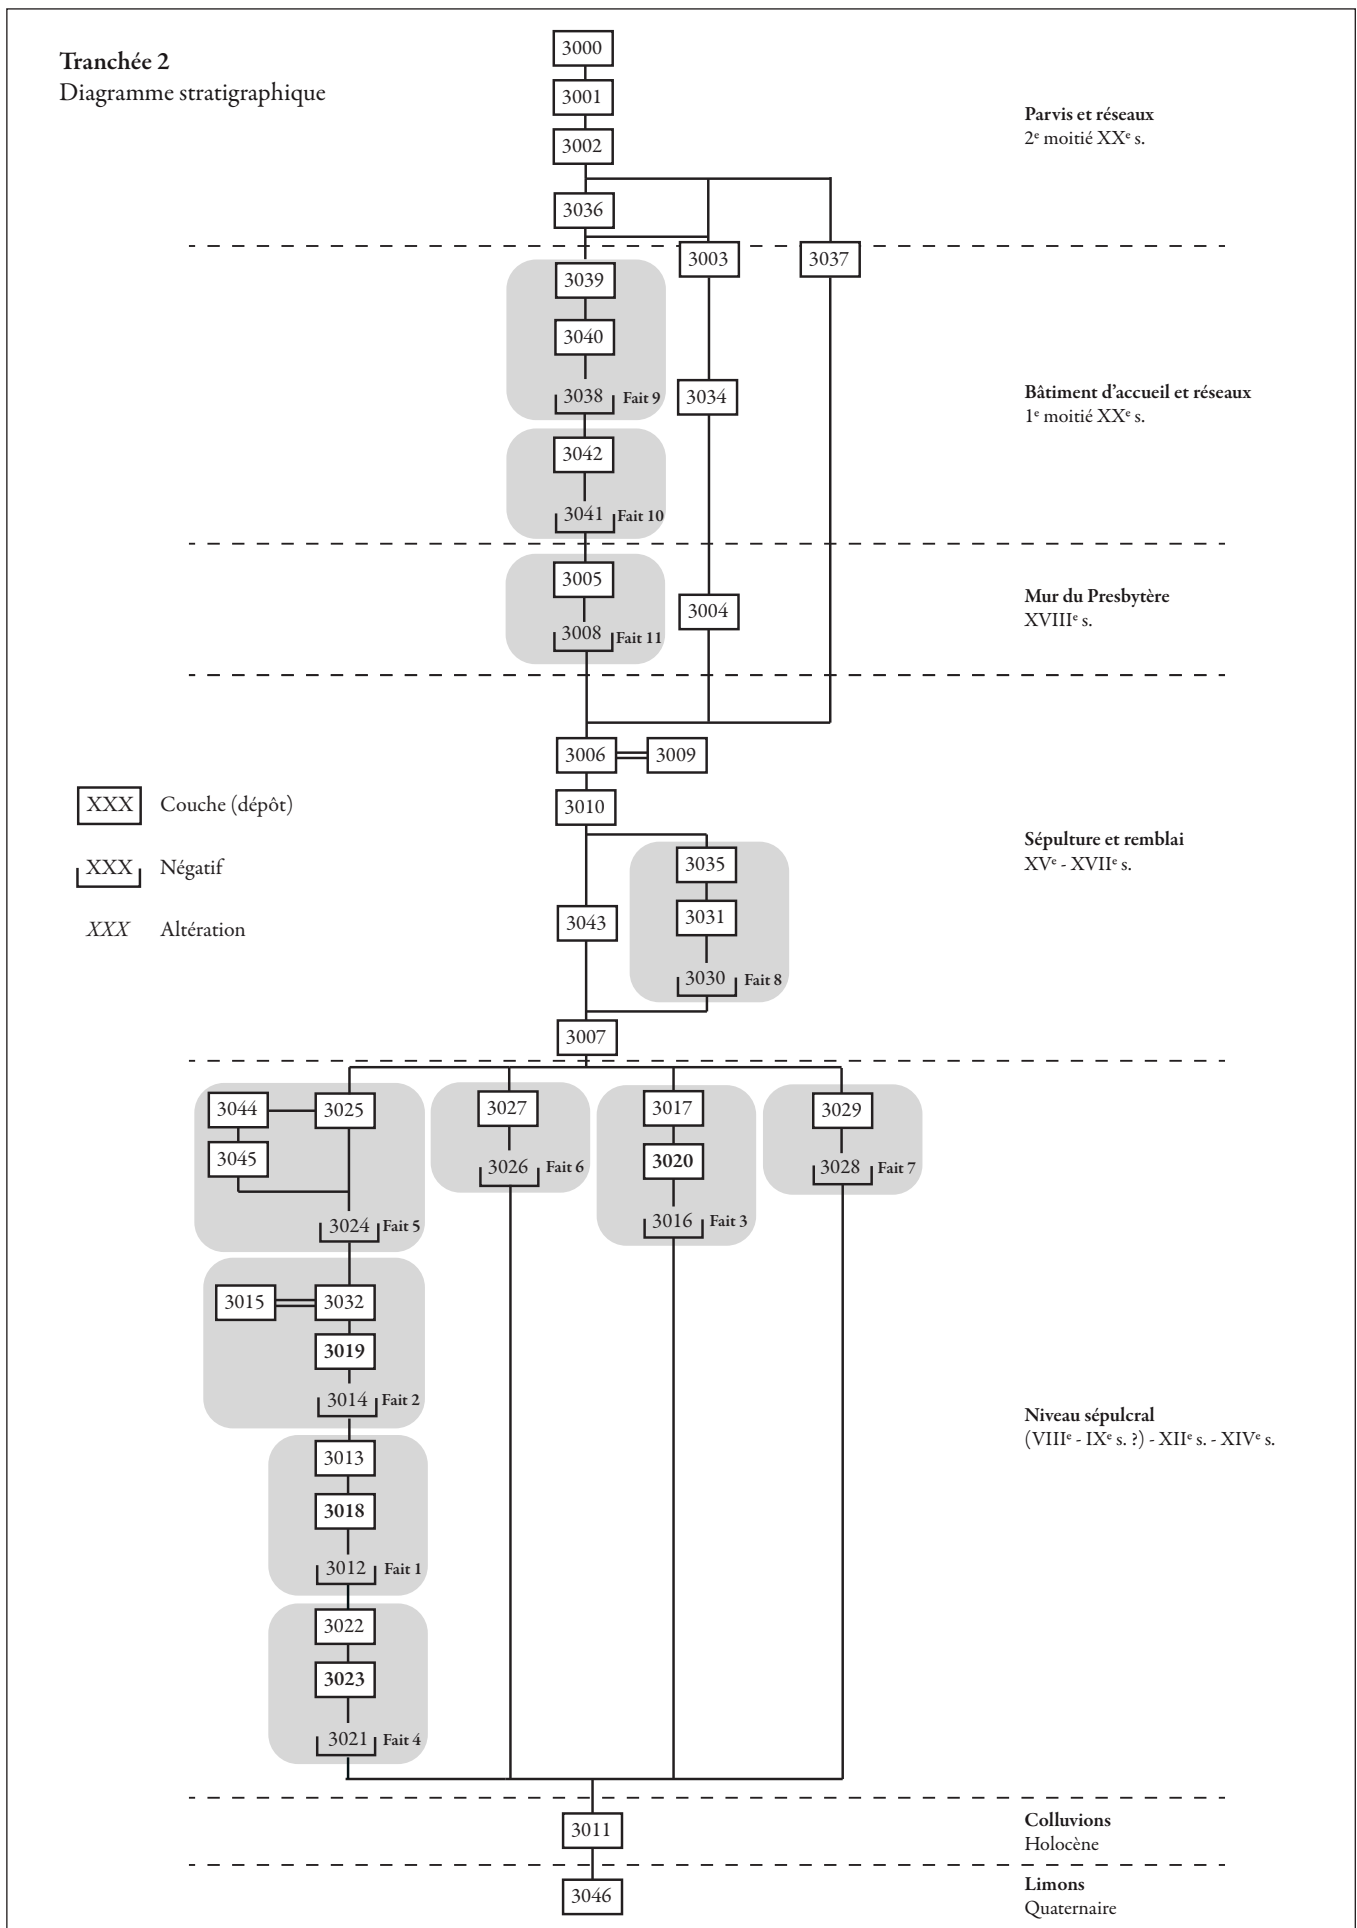 Tranchée 2
Diagramme stratigraphique
3000
3001
3002
Parvis et réseaux
2e moitié XXe s.
3036
3003
3037
3039
3040
3038
Fait 9
3034
Bâtiment d'accueil et réseaux
1e moitié XXe s.
3042
3041
Fait 10
3005
3008
Fait 11
3004
Mur du Presbytère
XVIIIe s.
3006
3009
3010
XXX
Couche (dépôt)
XXX
Négatif
XXX
Altération
3035
3031
3030
Fait 8
3043
3007
Sépulture et remblai
XVe - XVIIe s.
3044
3025
3045
3024
Fait 5
3027
3026
Fait 6
3017
3020
3016
Fait 3
3029
3028
Fait 7
3015
3032
3019
3014
Fait 2
3013
3018
3012
Fait 1
3022
3023
3021
Fait 4
Niveau sépulcral
(VIIIe - IXe s. ?) - XIIe s. - XIVe s.
3011
Colluvions
Holocène
3046
Limons
Quaternaire